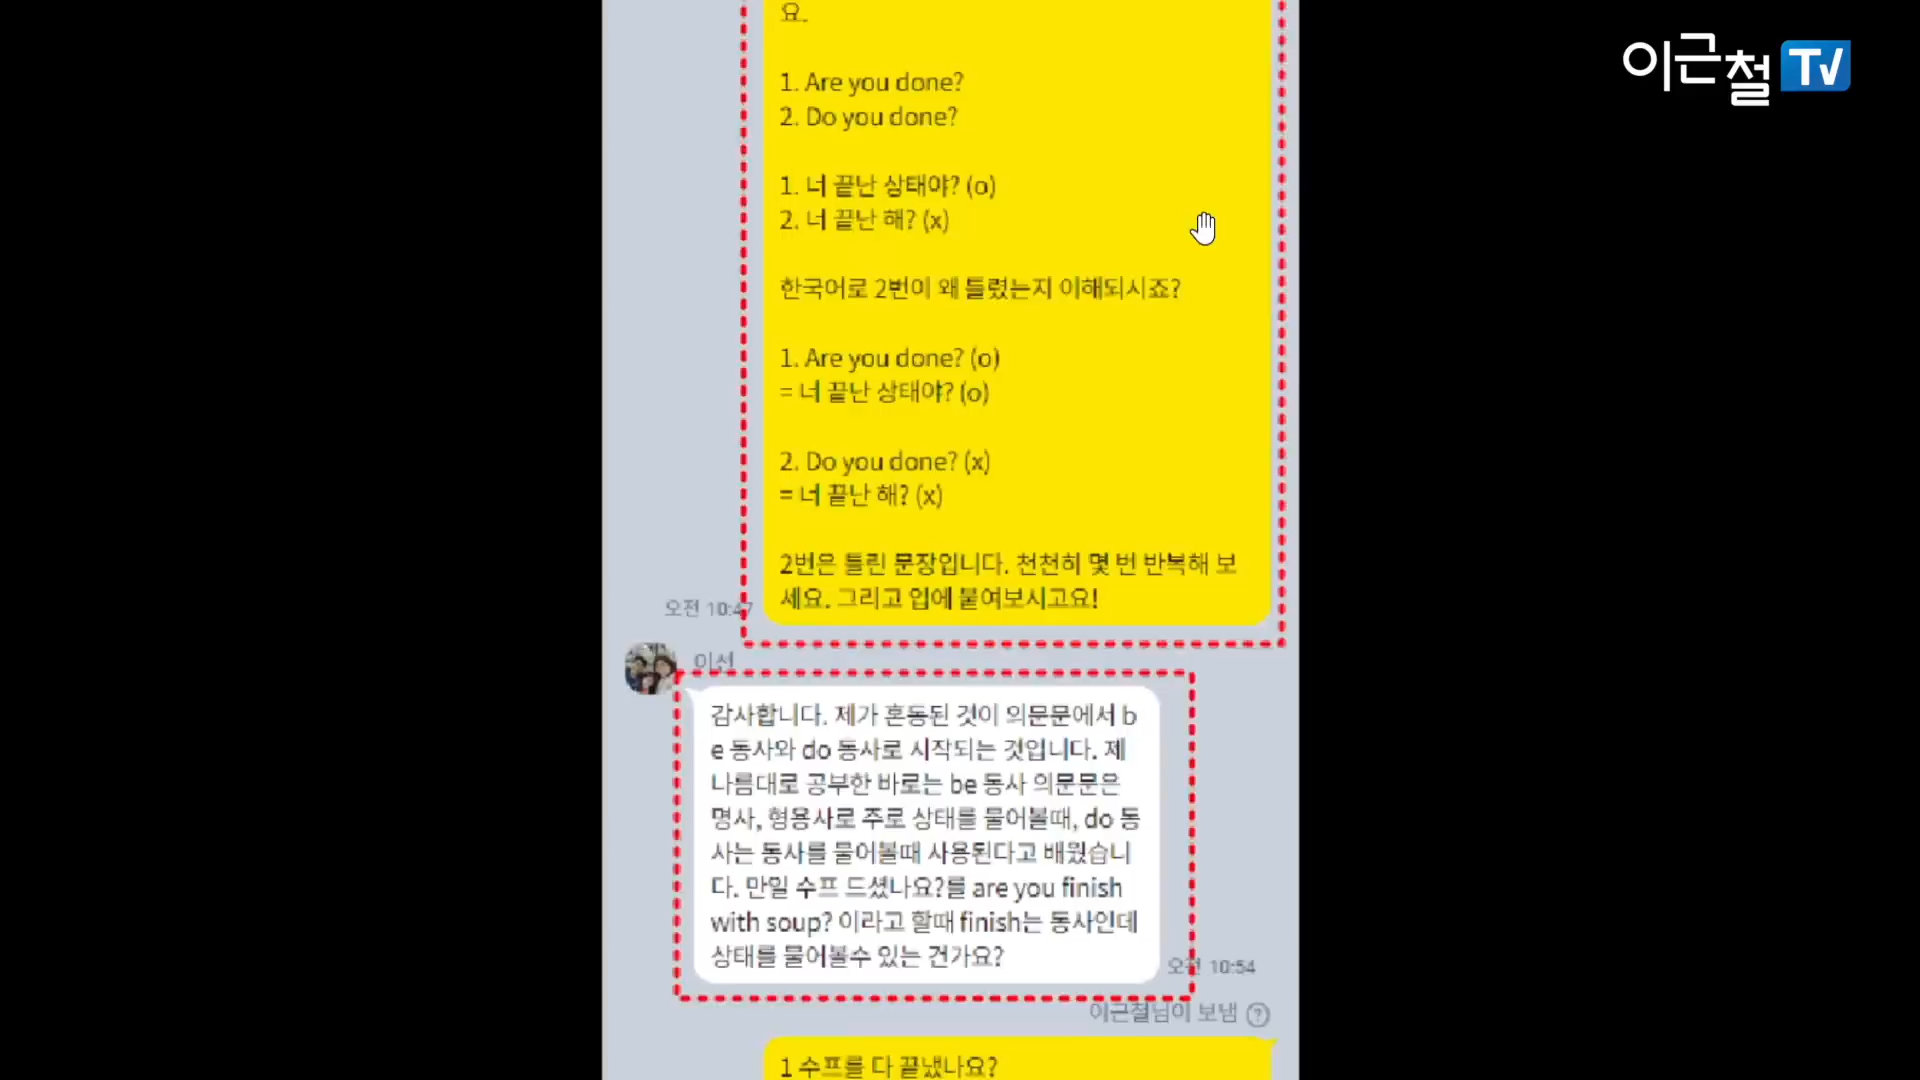 요.
이근철 TV
1. Are you done?
2. Do you done?
1. 너 끝난 상태야? (o)
2. 너 끝난 해? (x)
한국어로 2번이 왜 틀렸는지 이해되시죠?
1. Are you done? (o)
= 너 끝난 상태야? (o)
2. Do you done? (x)
= 너 끝난 해? (x)
2번은 틀린 문장입니다. 천천히 몇 번 반복해 보
세요. 그리고 입에 붙여보시고요!
오전 10:47
이선
감사합니다. 제가 혼동된 것이 의문문에서 b
e 동사와 do 동사로 시작되는 것입니다. 제
나름대로 공부한 바로는 be 동사 의문문은
명사, 형용사로 주로 상태를 물어볼때, do 동
사는 동사를 물어볼때 사용된다고 배웠습니
다. 만일 수프 드셨나요?를 are you finish
with soup? 이라고 할때 finish는 동사인데
상태를 물어볼수 있는 건가요?
오전 10:54
이근철님이 보냄 ?
1 수프를 다 끝냈나요?